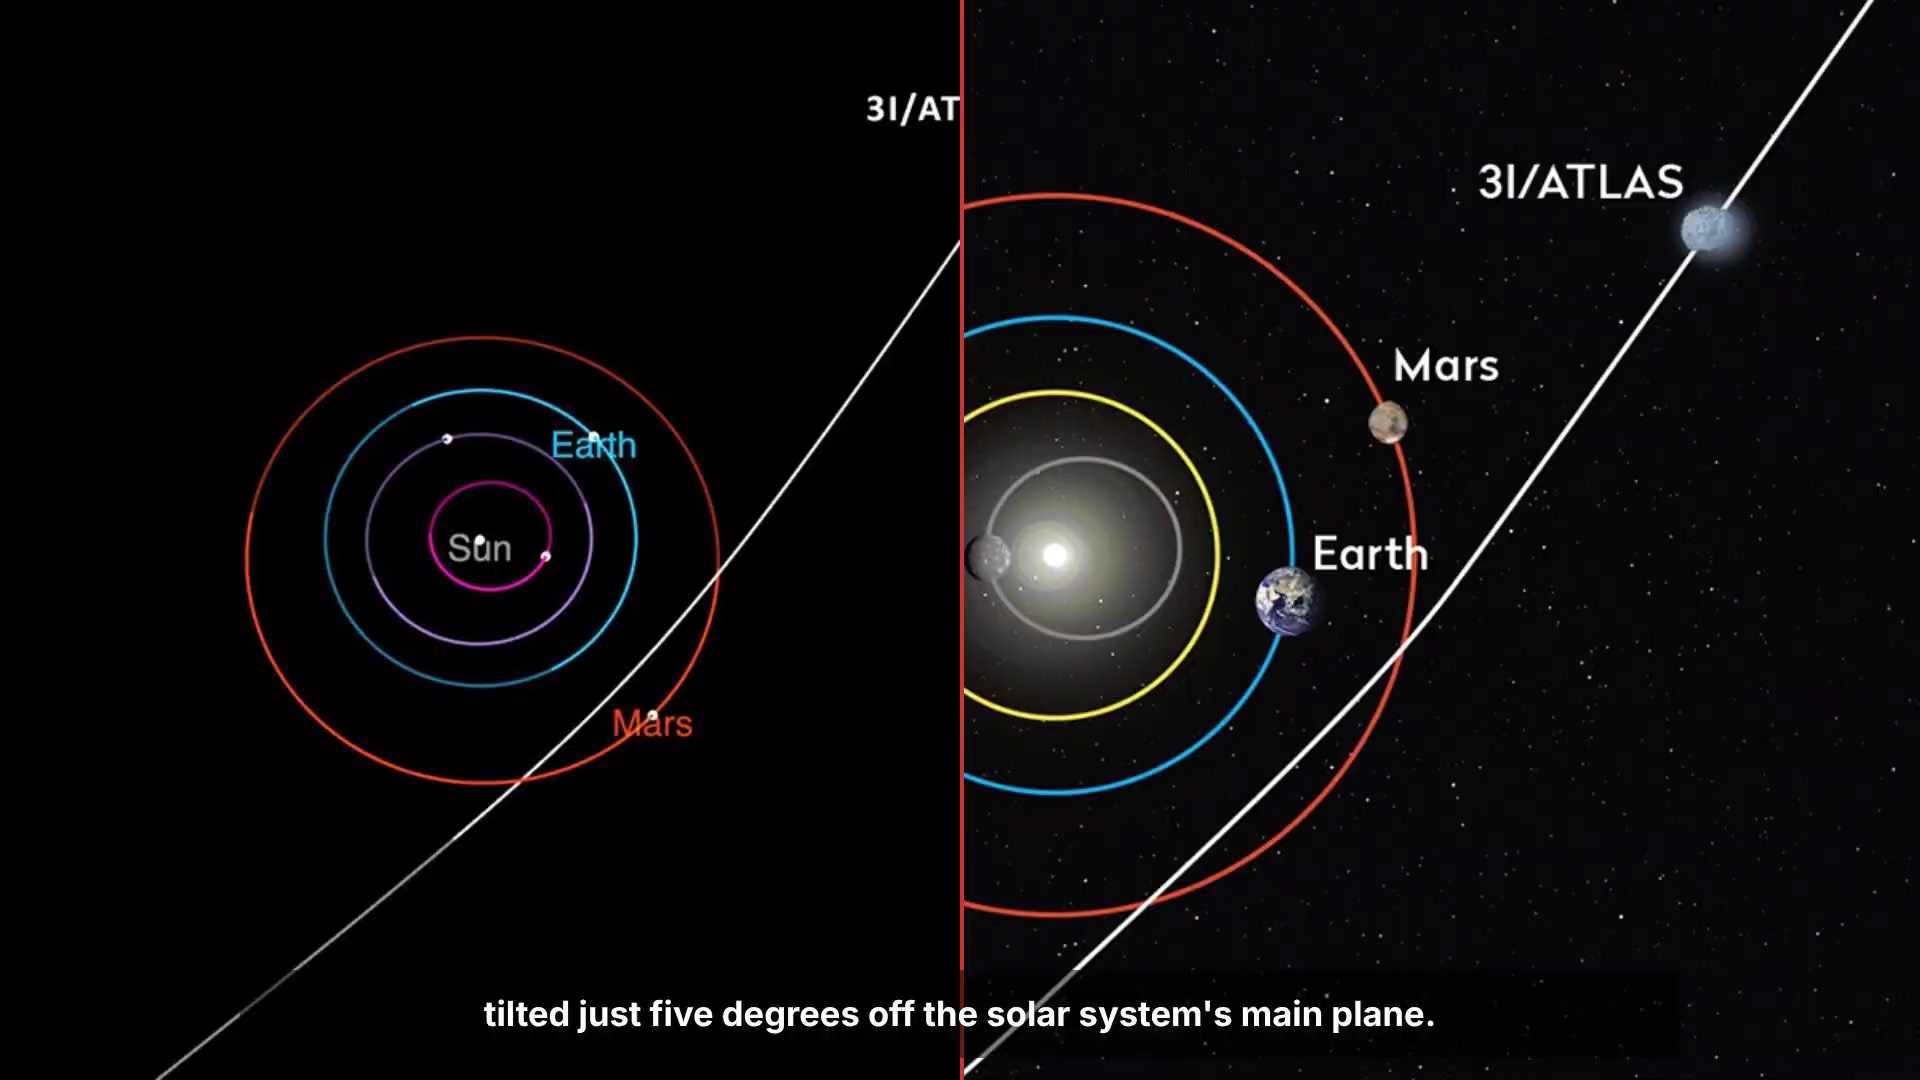 3I/AT
Earth
Sun
Mars
3I/ATLAS
Mars
Earth
tilted just five degrees off the solar system's main plane.